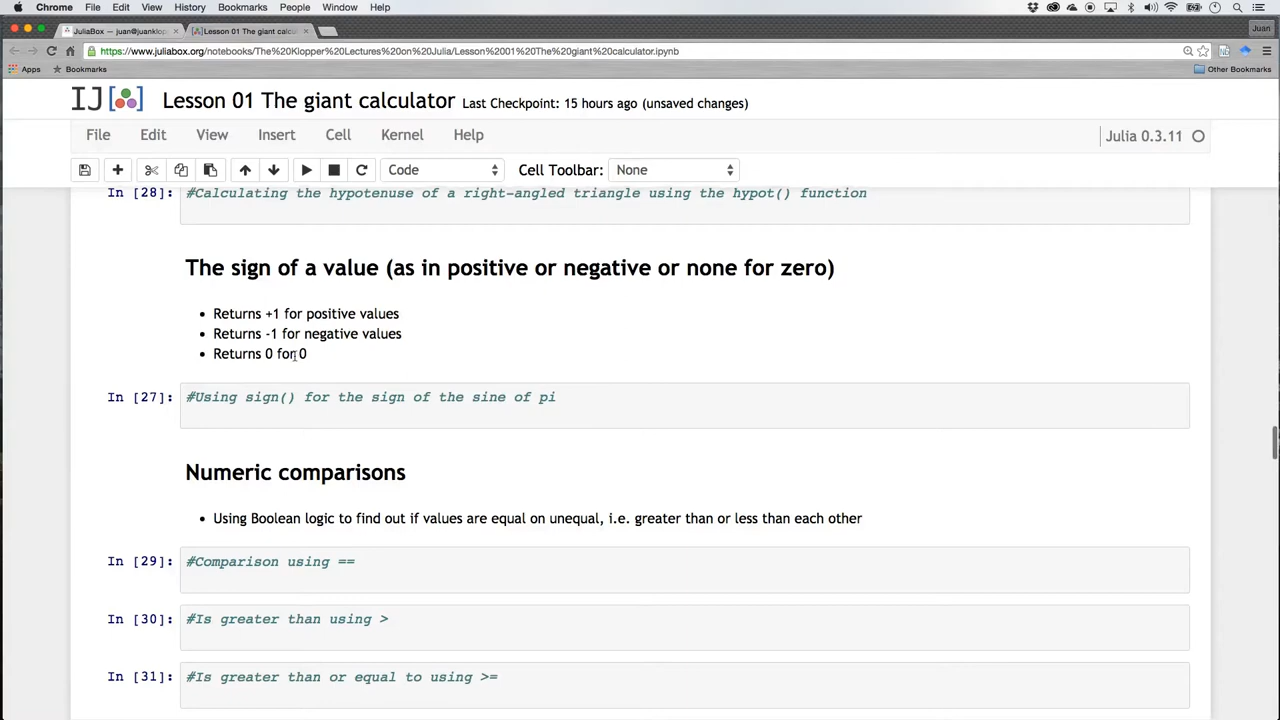 Chrome File Edit View History Bookmarks People Window Help
JuliaBox — juan@juanklop
Lesson 01 The giant calcul
Juan
https://www.juliabox.org/notebooks/The%20Klopper%20Lectures%20on%20Julia/Lesson%2001%20The%20giant%20calculator.ipynb
Apps Bookmarks Other Bookmarks
IJ[ ] Lesson 01 The giant calculator Last Checkpoint: 15 hours ago (unsaved changes)
File Edit View Insert Cell Kernel Help Julia 0.3.11
Code Cell Toolbar: None
In [28]: #Calculating the hypotenuse of a right-angled triangle using the hypot() function
The sign of a value (as in positive or negative or none for zero)
• Returns +1 for positive values
• Returns -1 for negative values
• Returns 0 for 0
In [27]: #Using sign() for the sign of the sine of pi
Numeric comparisons
• Using Boolean logic to find out if values are equal on unequal, i.e. greater than or less than each other
In [29]: #Comparison using ==
In [30]: #Is greater than using >
In [31]: #Is greater than or equal to using >=